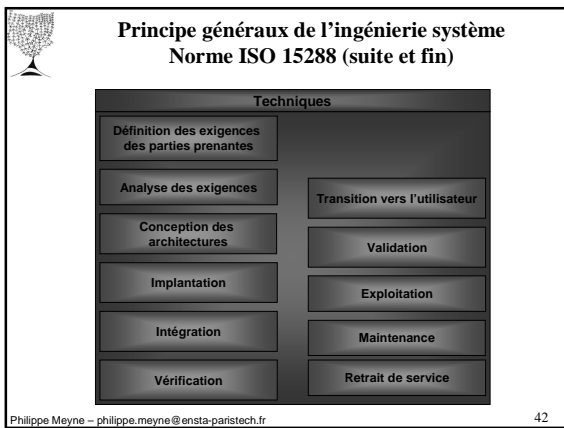 Principe généraux de l'ingénierie système
Norme ISO 15288 (suite et fin)
Techniques
Définition des exigences
des parties prenantes
Analyse des exigences
Conception des
architectures
Implantation
Intégration
Vérification
Transition vers l'utilisateur
Validation
Exploitation
Maintenance
Retrait de service
Philippe Meyne – philippe.meyne@ensta-paristech.fr
42